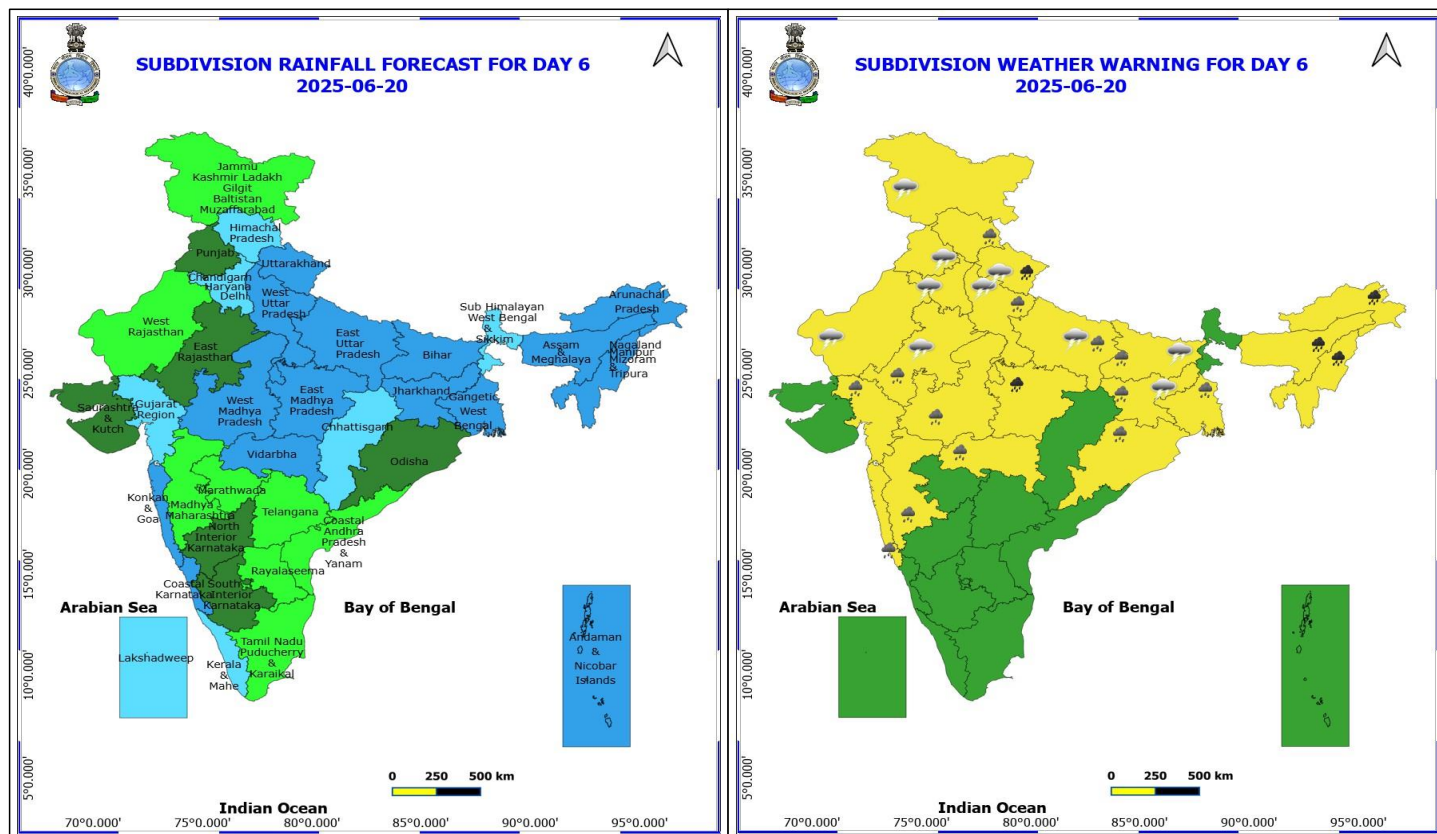 SUBDIVISION RAINFALL FORECAST FOR DAY 6
2025-06-20
40°0.000'
35°0.000'
30°0.000'
25°0.000'
20°0.000'
15°0.000'
10°0.000'
5°0.000'
Jammu
Kashmir Ladakh
Gilgit
Baltistan
Muzaffarabad
Himachal
Pradesh
Punjab
Uttarakhand
Chandigarh
Haryana
Delhi
West
Uttar
Pradesh
West
Rajasthan
East
Rajasthan
East
Uttar
Pradesh
Bihar
Sub Himalayan
West Bengal
&
Sikkim
Arunachal
Pradesh
Assam
&
Meghalaya
Nagaland
Manipur
Mizoram
&
Tripura
Saurashtra
&
Kutch
Gujarat
Region
West
Madhya
Pradesh
East
Madhya
Pradesh
Jharkhand
Gangetic
West
Bengal
Chhattisgarh
Vidarbha
Odisha
Konkan
&
Goa
Madhya
Maharashtra
Marathwada
Telangana
North
Interior
Karnataka
Coastal
Andhra
Pradesh
&
Yanam
Rayalaseema
Coastal
Karnataka
South
Interior
Karnataka
Arabian Sea
Bay of Bengal
Lakshadweep
Kerala
&
Mahe
Tamil Nadu
Puducherry
&
Karaikal
Andaman
&
Nicobar
Islands
0 250 500 km
Indian Ocean
70°0.000' 75°0.000' 80°0.000' 85°0.000' 90°0.000' 95°0.000'
SUBDIVISION WEATHER WARNING FOR DAY 6
2025-06-20
40°0.000'
35°0.000'
30°0.000'
25°0.000'
20°0.000'
15°0.000'
10°0.000'
5°0.000'
Arabian Sea
Bay of Bengal
0 250 500 km
Indian Ocean
70°0.000' 75°0.000' 80°0.000' 85°0.000' 90°0.000' 95°0.000'